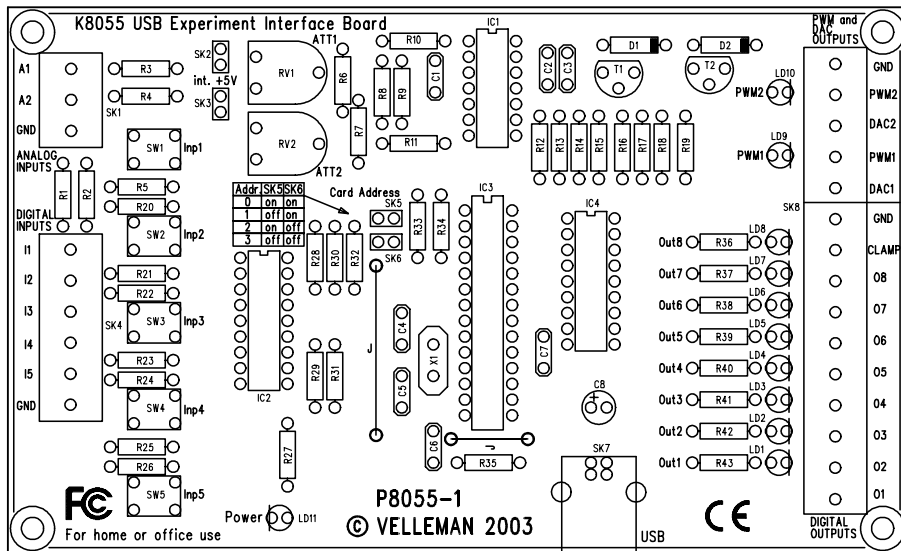 K8055 USB Experiment Interface Board
A1
A2
GND
ANALOG
INPUTS
DIGITAL
INPUTS
I1
I2
I3
I4
I5
GND
R3
R4
SK1
SW1 Inp1
R1
R2
R5
R20
SW2 Inp2
R21
R22
SK4
SW3 Inp3
R23
R24
SW4 Inp4
R25
R26
SW5 Inp5
FC
For home or office use
SK2
int. +5V
SK3
ATT1
RV1
RV2
ATT2
R6
R7
R8
R9
R10
R11
C1
IC1
C2
C3
D1
D2
T1
T2
Addr. SK5 SK6
0 on on
1 off on
2 on off
3 off off
Card Address
SK5
SK6
R28
R30
R32
R33
R34
IC3
IC2
R29
R31
R27
J
C4
C5
X1
C6
J
R35
R12
R13
R14
R15
R16
R17
R18
R19
IC4
C7
C8
+
SK7
USB
Power
LD11
P8055-1
© VELLEMAN 2003
CE
PWM and
DAC
OUTPUTS
LD10
PWM2
LD9
PWM1
GND
PWM2
DAC2
PWM1
DAC1
SK8
GND
CLAMP
O8
O7
O6
O5
O4
O3
O2
O1
Out8 R36 LD8
Out7 R37 LD7
Out6 R38 LD6
Out5 R39 LD5
Out4 R40 LD4
Out3 R41 LD3
Out2 R42 LD2
Out1 R43 LD1
DIGITAL
OUTPUTS